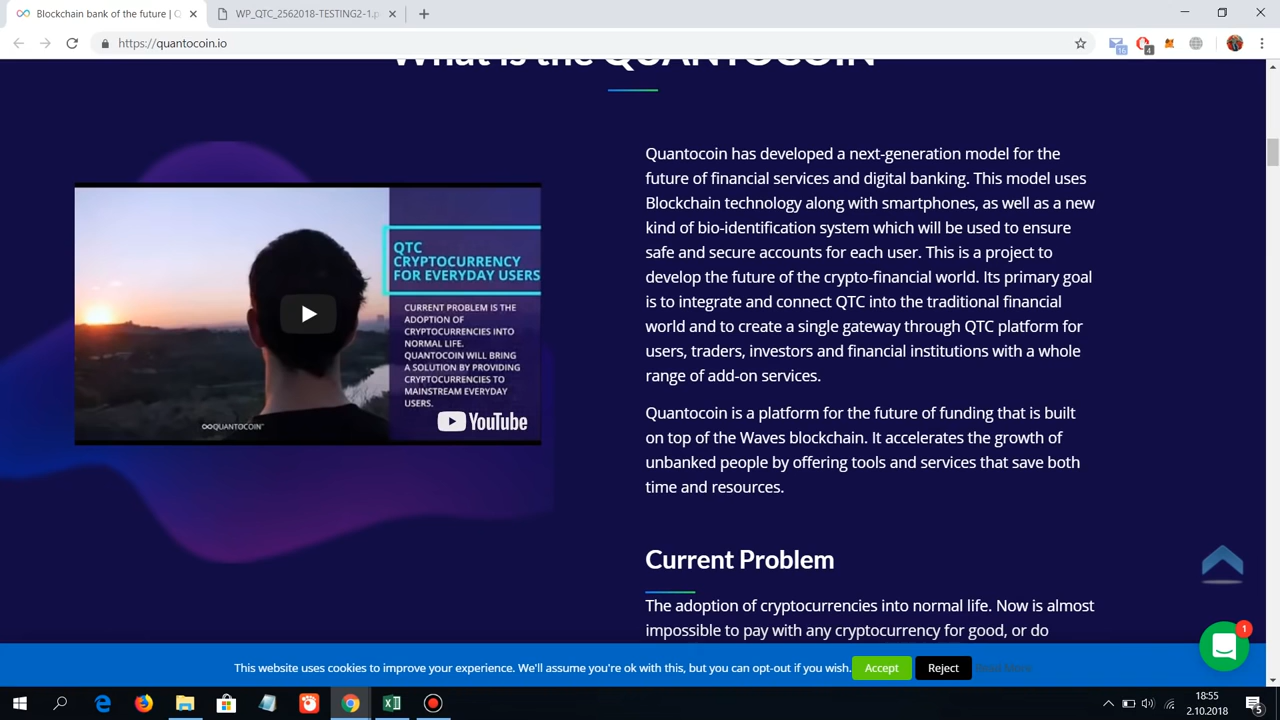 Blockchain bank of the future |
WP_QTC_2562018-TESTING2-1.p
https://quantocoin.io
16
4
What is the QUANTOCOIN
QTC
CRYPTOCURRENCY
FOR EVERYDAY USERS
CURRENT PROBLEM IS THE
ADOPTION OF
CRYPTOCURRENCIES INTO
NORMAL LIFE.
QUANTOCOIN WILL BRING
A SOLUTION BY PROVIDING
CRYPTOCURRENCIES TO
MAINSTREAM EVERYDAY
USERS.
QUANTOCOIN
YouTube
Quantocoin has developed a next-generation model for the
future of financial services and digital banking. This model uses
Blockchain technology along with smartphones, as well as a new
kind of bio-identification system which will be used to ensure
safe and secure accounts for each user. This is a project to
develop the future of the crypto-financial world. Its primary goal
is to integrate and connect QTC into the traditional financial
world and to create a single gateway through QTC platform for
users, traders, investors and financial institutions with a whole
range of add-on services.
Quantocoin is a platform for the future of funding that is built
on top of the Waves blockchain. It accelerates the growth of
unbanked people by offering tools and services that save both
time and resources.
Current Problem
The adoption of cryptocurrencies into normal life. Now is almost
impossible to pay with any cryptocurrency for good, or do
1
This website uses cookies to improve your experience. We'll assume you're ok with this, but you can opt-out if you wish. Accept Reject Read More
18:55
2.10.2018
5